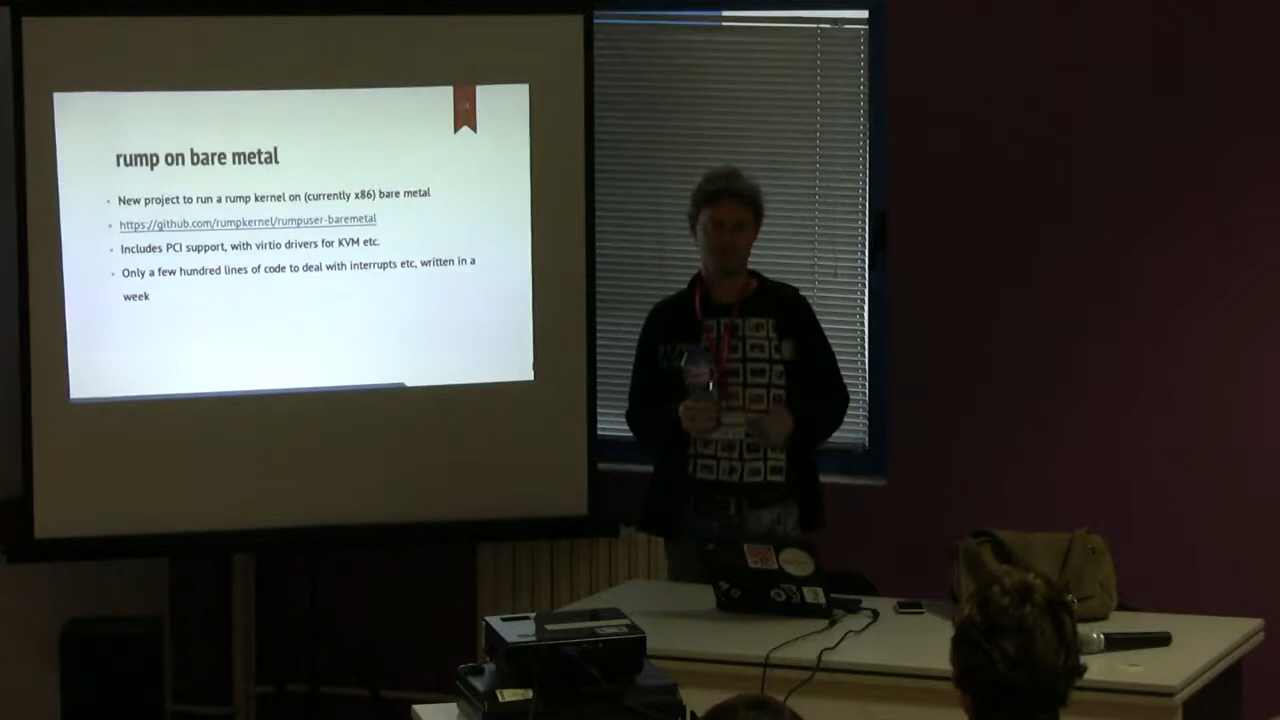 rump on bare metal
• New project to run a rump kernel on (currently x86) bare metal
• https://github.com/rumpkernel/rumpuser-baremetal
• Includes PCI support, with virtio drivers for KVM etc.
• Only a few hundred lines of code to deal with interrupts etc, written in a
week